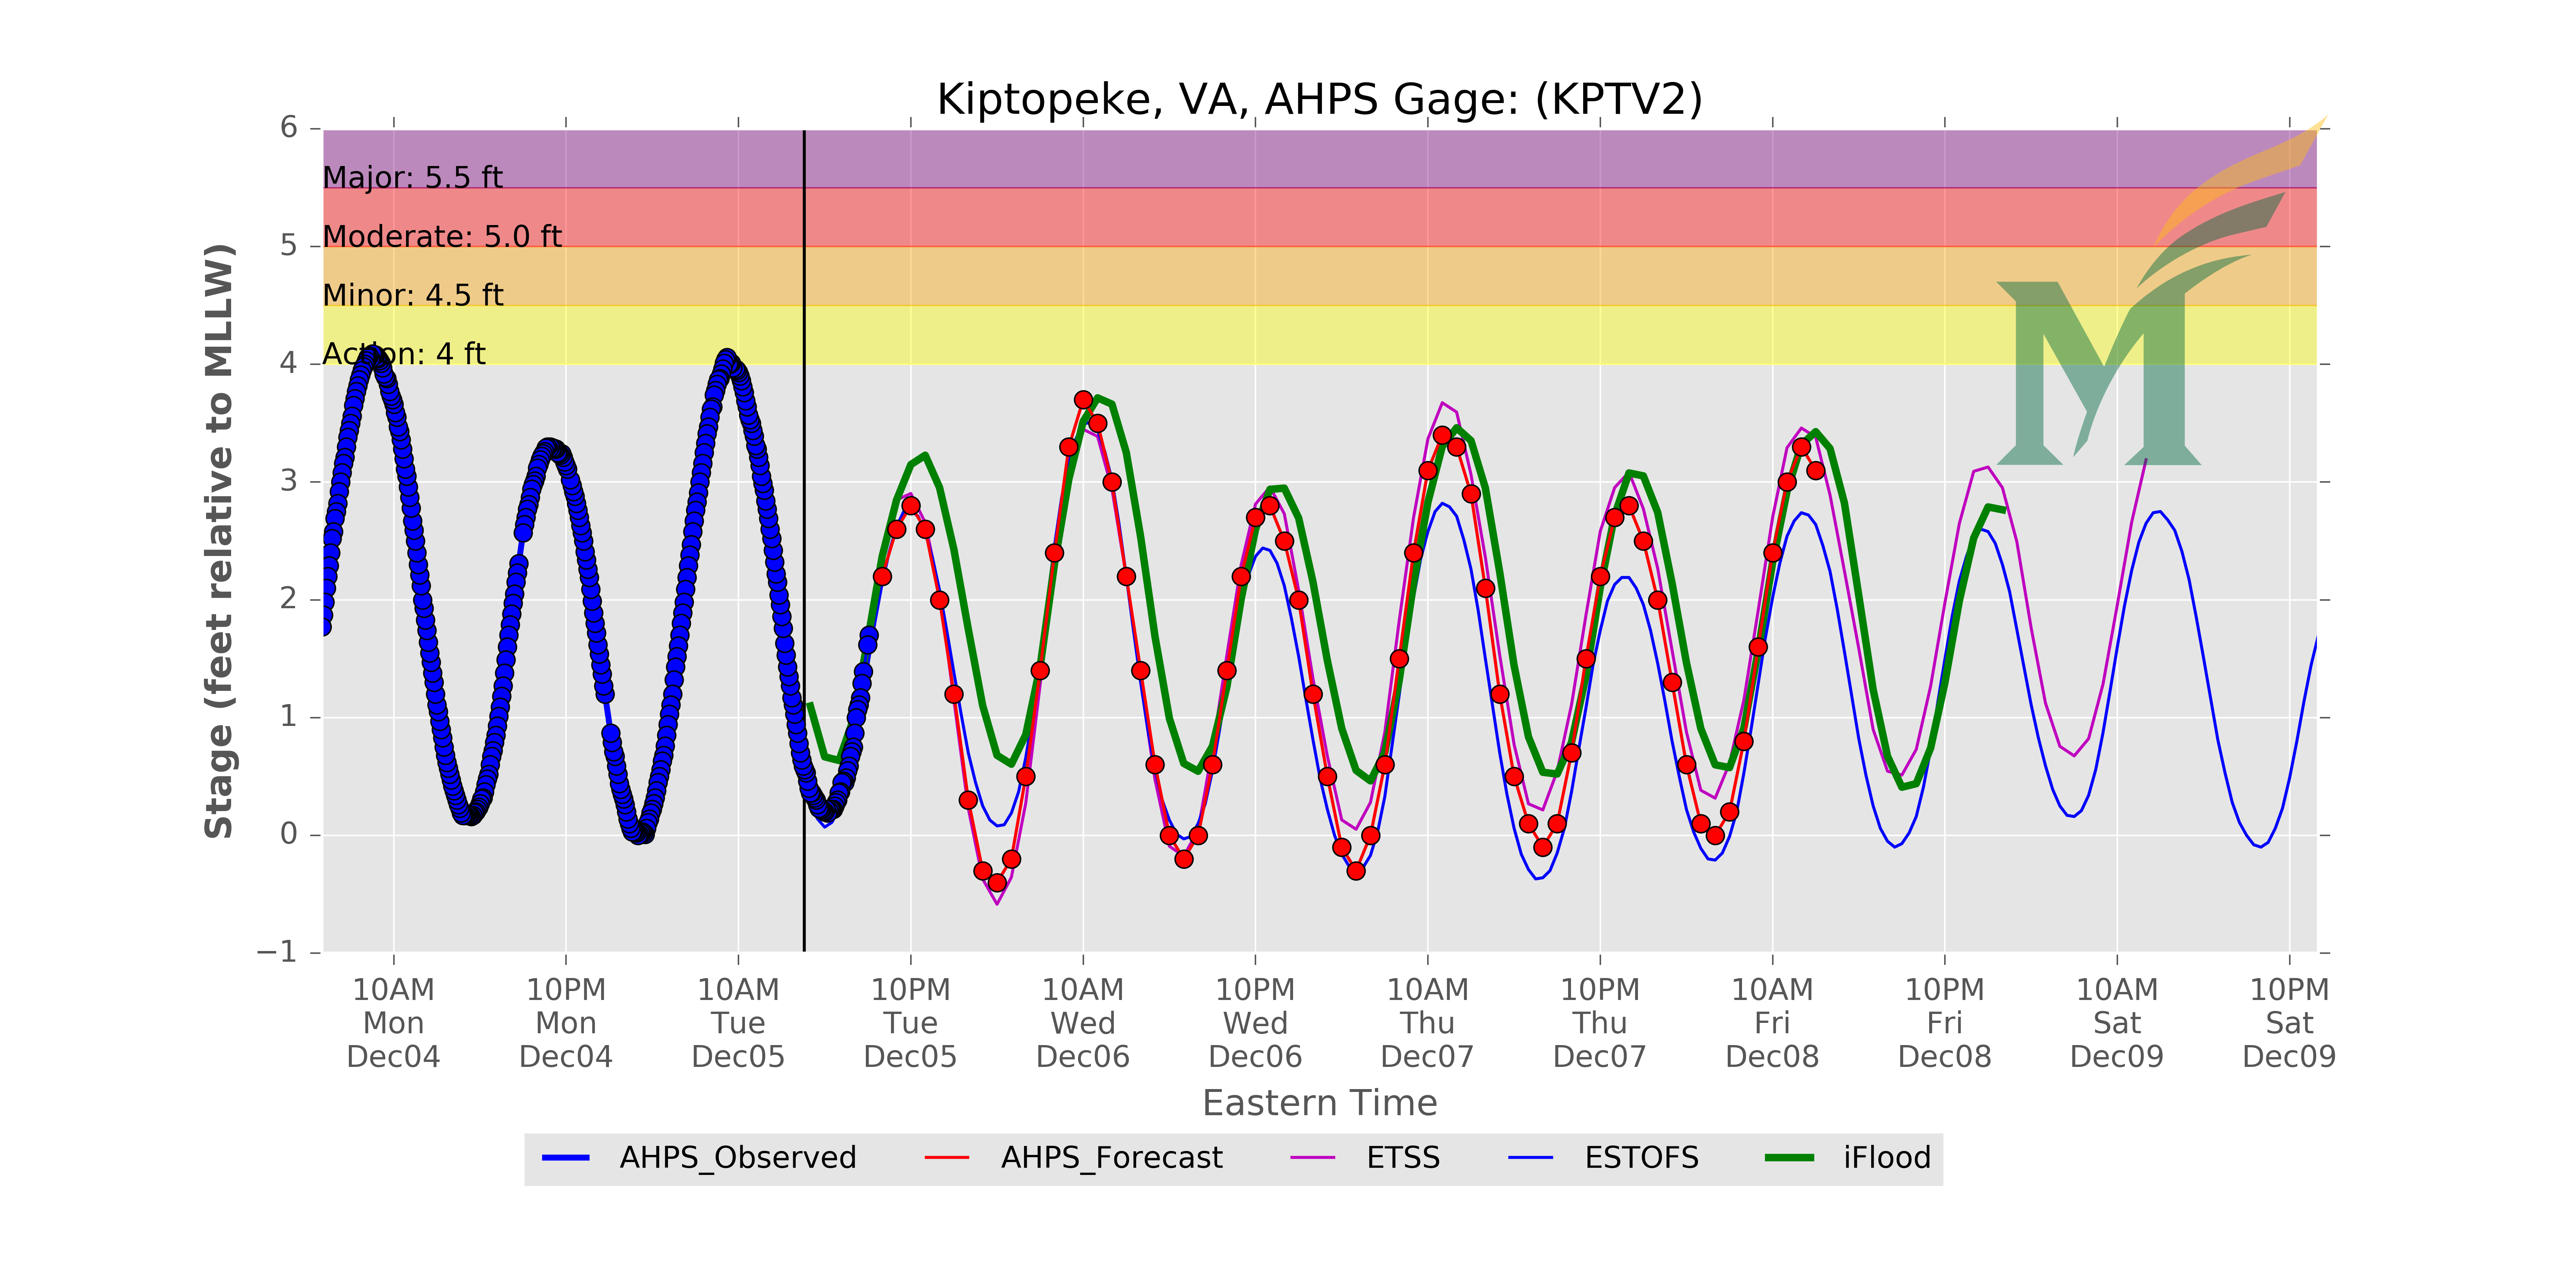 Kiptopeke, VA, AHPS Gage: (KPTV2)
Stage (feet relative to MLLW)
6
5
4
3
2
1
0
−1
Major: 5.5 ft
Moderate: 5.0 ft
Minor: 4.5 ft
Action: 4 ft
M
10AM 10PM 10AM 10PM 10AM 10PM 10AM 10PM 10AM 10PM 10AM 10PM
Mon Mon Tue Tue Wed Wed Thu Thu Fri Fri Sat Sat
Dec04 Dec04 Dec05 Dec05 Dec06 Dec06 Dec07 Dec07 Dec08 Dec08 Dec09 Dec09
Eastern Time
AHPS_Observed AHPS_Forecast ETSS ESTOFS iFlood